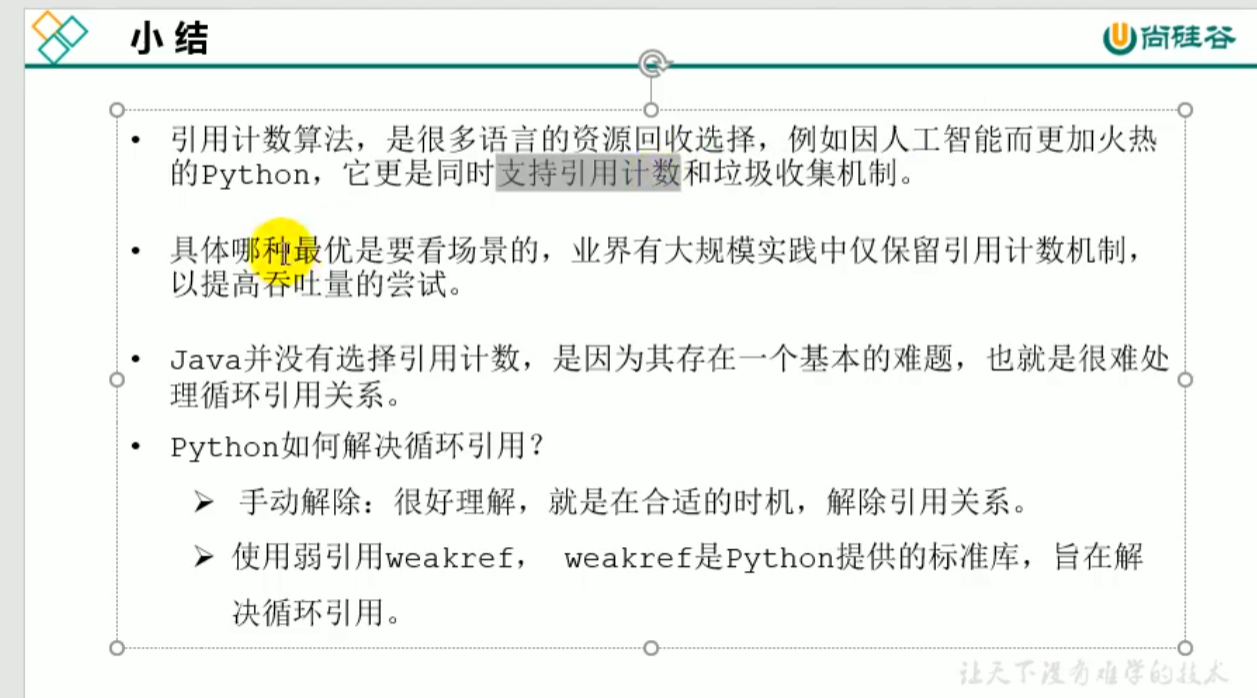 小结
尚硅谷
• 引用计数算法，是很多语言的资源回收选择，例如因人工智能而更加火热
的Python，它更是同时支持引用计数和垃圾收集机制。
• 具体哪种最优是要看场景的，业界有大规模实践中仅保留引用计数机制，
以提高吞吐量的尝试。
• Java并没有选择引用计数，是因为其存在一个基本的难题，也就是很难处
理循环引用关系。
• Python如何解决循环引用？
➢ 手动解除：很好理解，就是在合适的时机，解除引用关系。
➢ 使用弱引用weakref， weakref是Python提供的标准库，旨在解
决循环引用。
让天下没有难学的技术